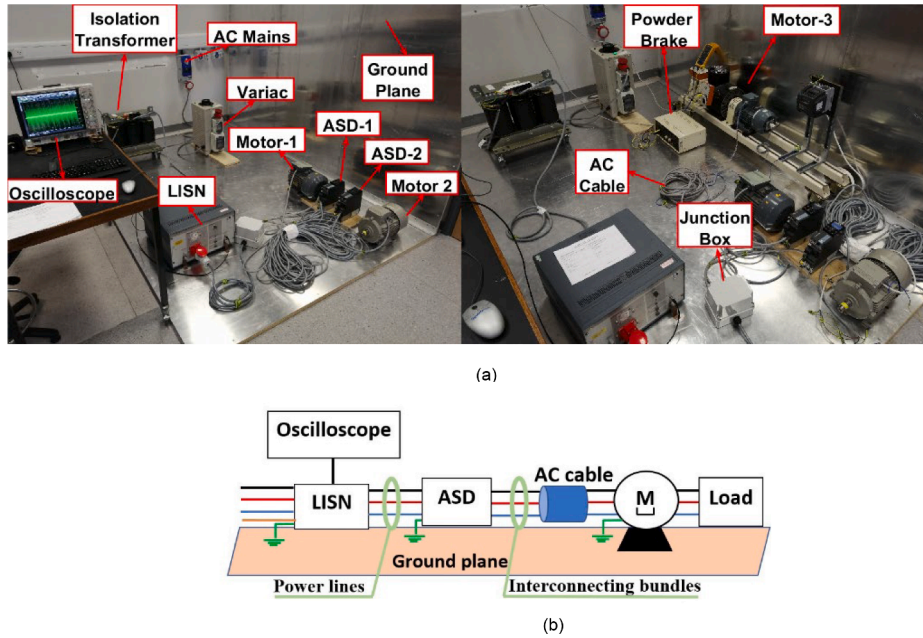 Isolation
Transformer
AC Mains
Ground
Plane
Variac
Motor-1
ASD-1
ASD-2
Motor 2
Oscilloscope
LISN
Powder
Brake
Motor-3
AC
Cable
Junction
Box
(a)
Oscilloscope
AC cable
LISN
ASD
M
Load
Ground plane
Power lines
Interconnecting bundles
(b)